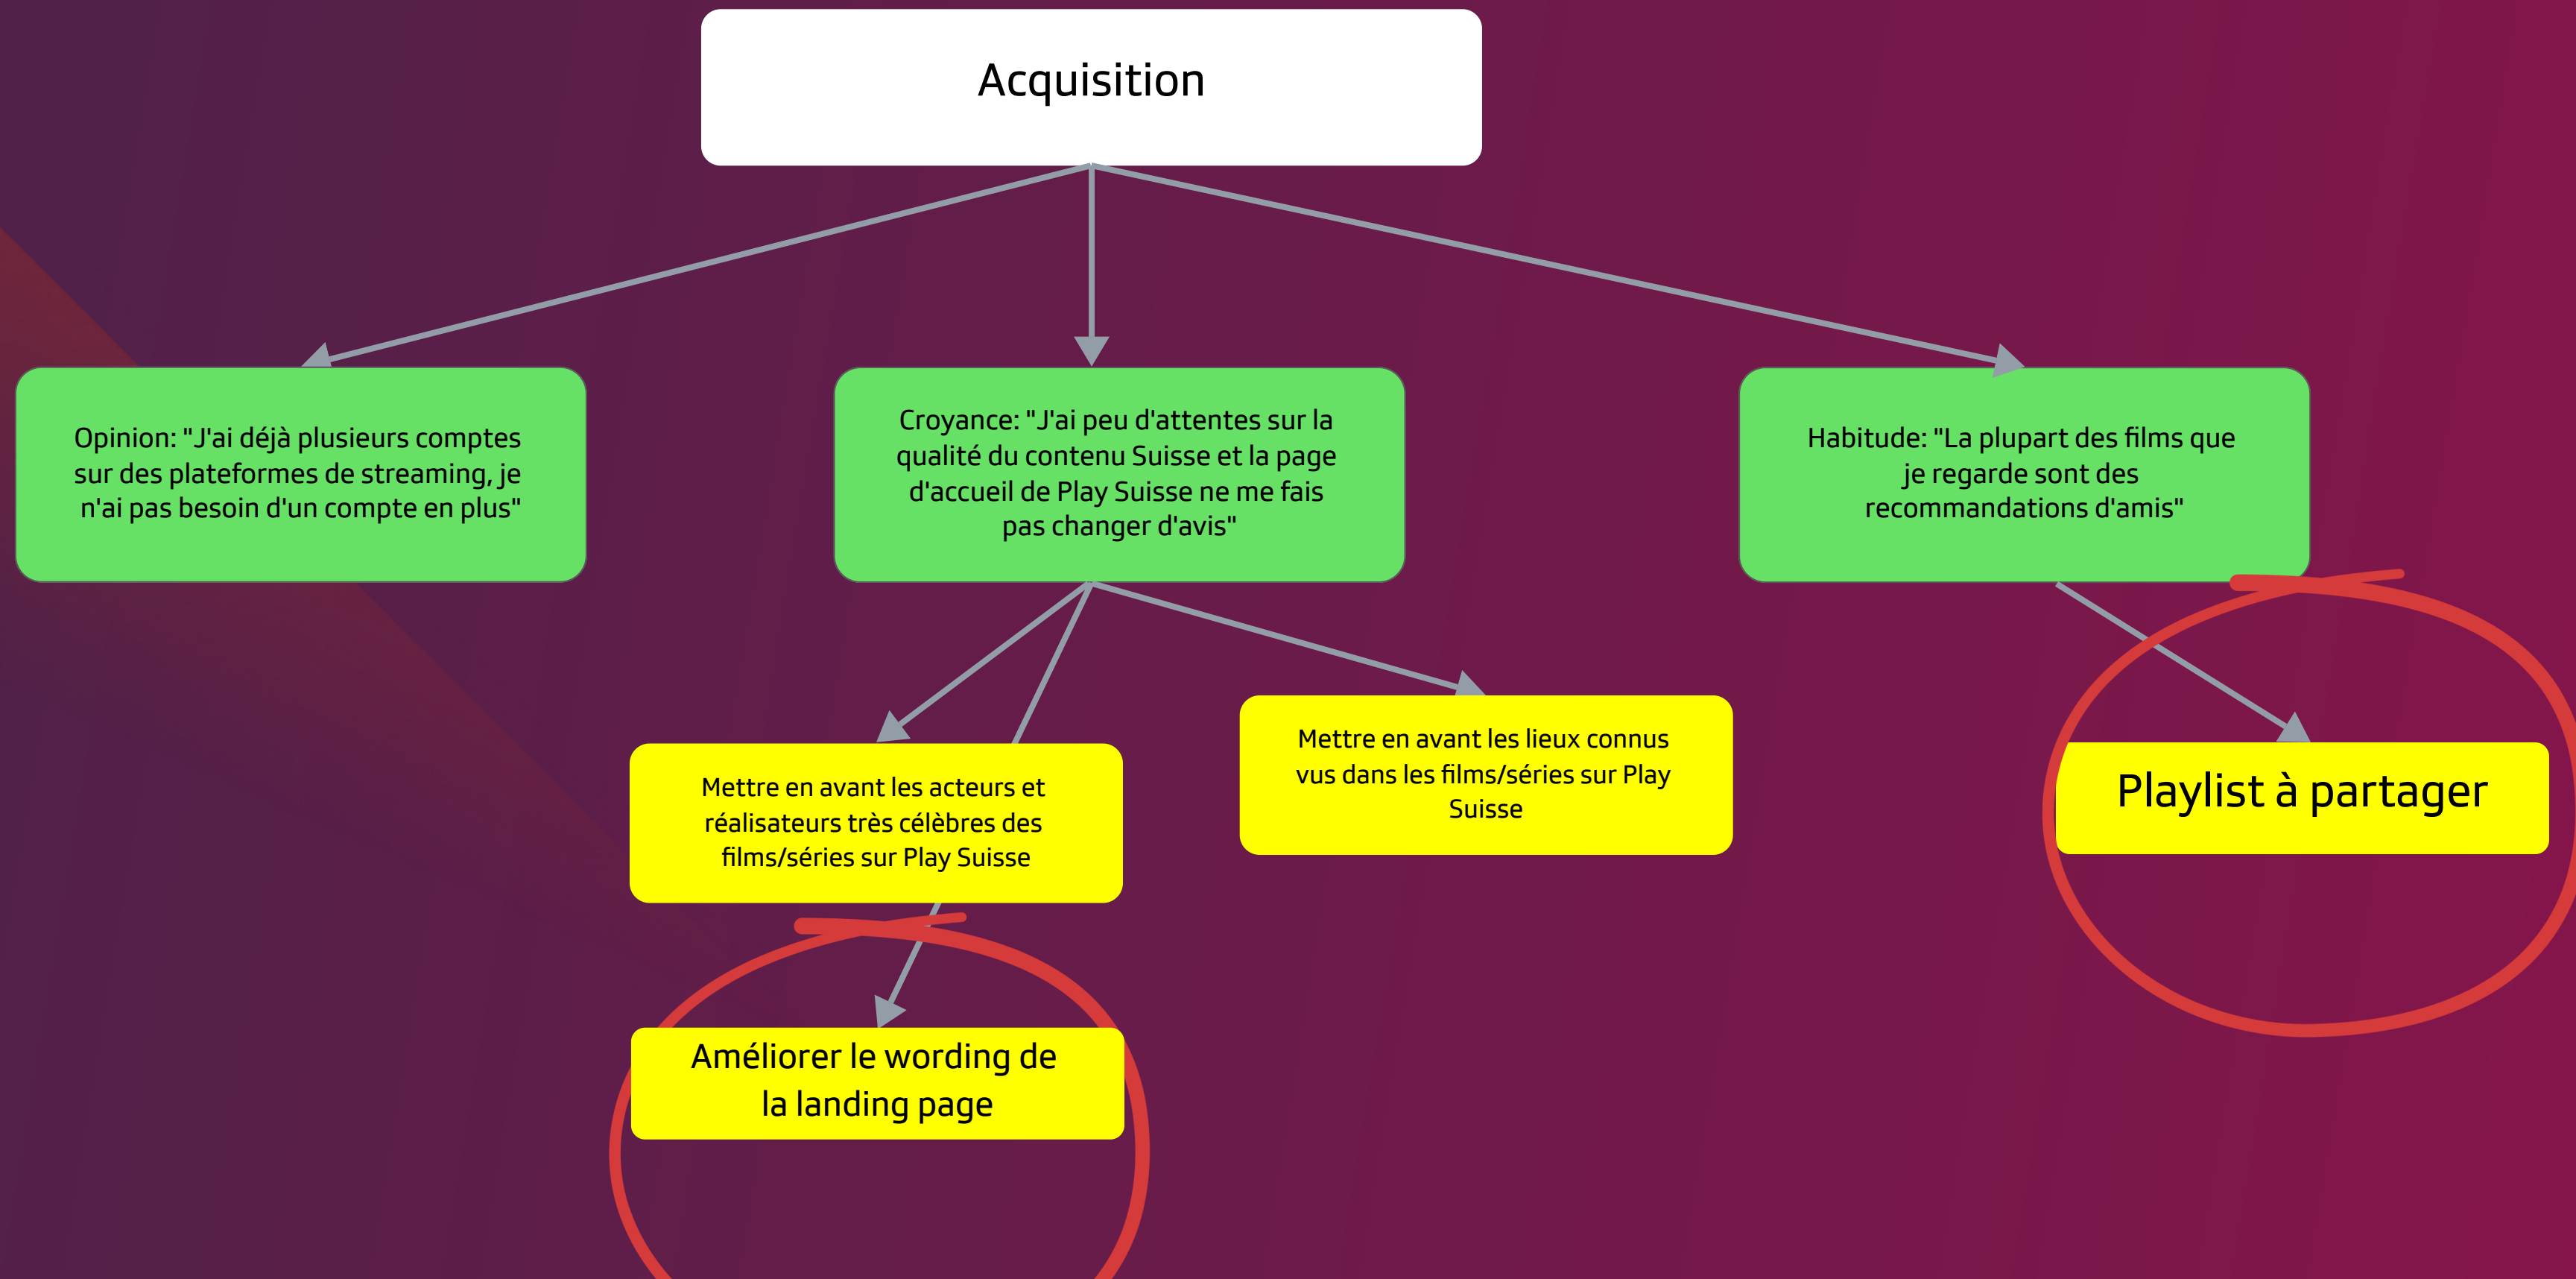 Acquisition
Opinion: "J'ai déjà plusieurs comptes
sur des plateformes de streaming, je
n'ai pas besoin d'un compte en plus"
Croyance: "J'ai peu d'attentes sur la
qualité du contenu Suisse et la page
d'accueil de Play Suisse ne me fais
pas changer d'avis"
Habitude: "La plupart des films que
je regarde sont des
recommandations d'amis"
Mettre en avant les acteurs et
réalisateurs très célèbres des
films/séries sur Play Suisse
Mettre en avant les lieux connus
vus dans les films/séries sur Play
Suisse
Playlist à partager
Améliorer le wording de
la landing page